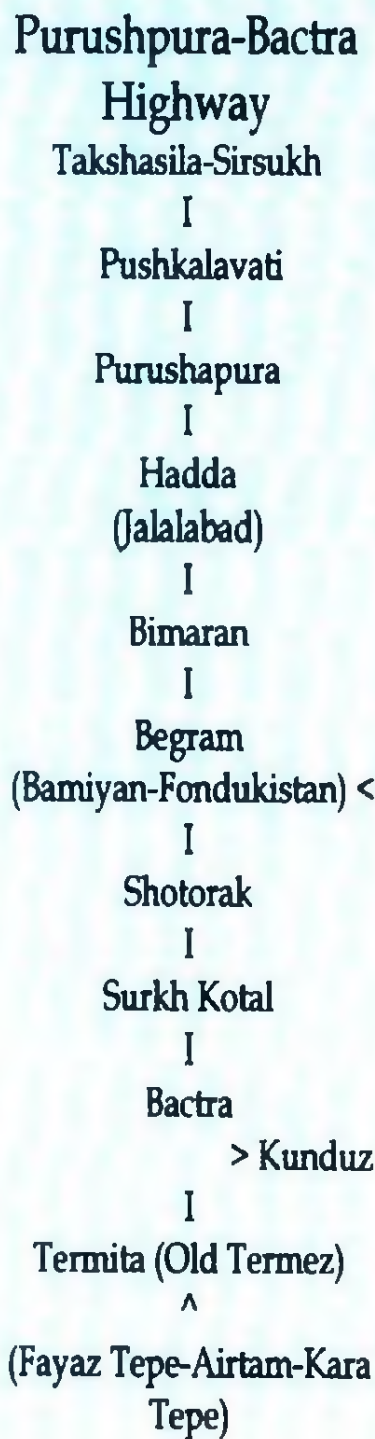 Purushpura-Bactra
Highway
Takshasila-Sirsukh
I
Pushkalavati
I
Purushapura
I
Hadda
(Jalalabad)
I
Bimaran
I
Begram
(Bamiyan-Fondukistan) <
I
Shotorak
I
Surkh Kotal
I
Bactra
> Kunduz
I
Termita (Old Termez)
^
(Fayaz Tepe-Airtam-Kara
Tepe)